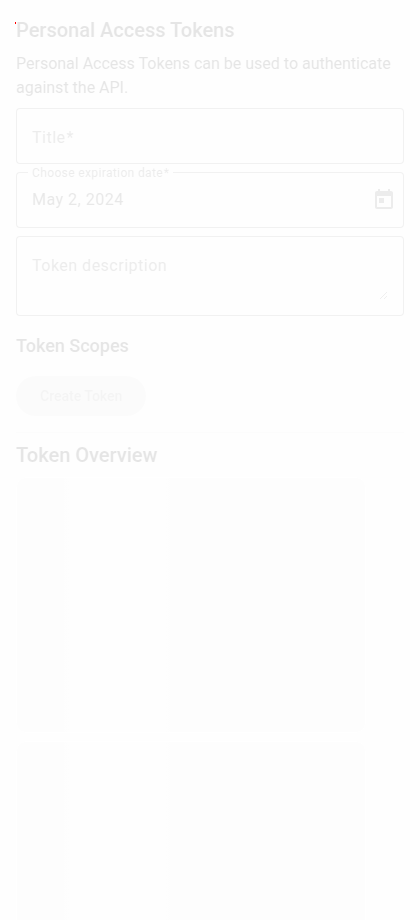 Personal Access Tokens
Personal Access Tokens can be used to authenticate
against the API.
Title*
Choose expiration date*
May 2, 2024
Token description
Token Scopes
Create Token
Token Overview